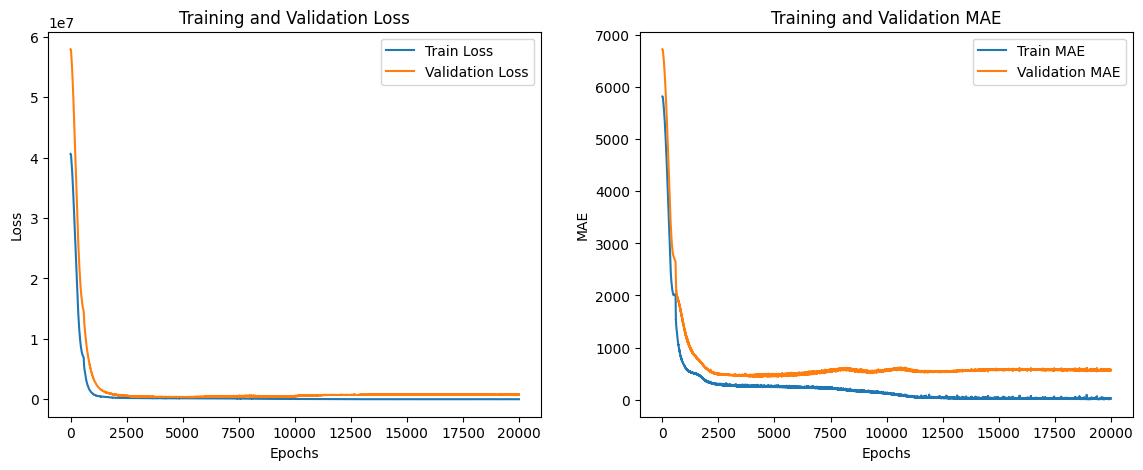 Training and Validation Loss
1e7
6
5
4
3
2
1
0
Loss
0 2500 5000 7500 10000 12500 15000 17500 20000
Epochs
Train Loss
Validation Loss
Training and Validation MAE
7000
6000
5000
4000
3000
2000
1000
0
MAE
0 2500 5000 7500 10000 12500 15000 17500 20000
Epochs
Train MAE
Validation MAE